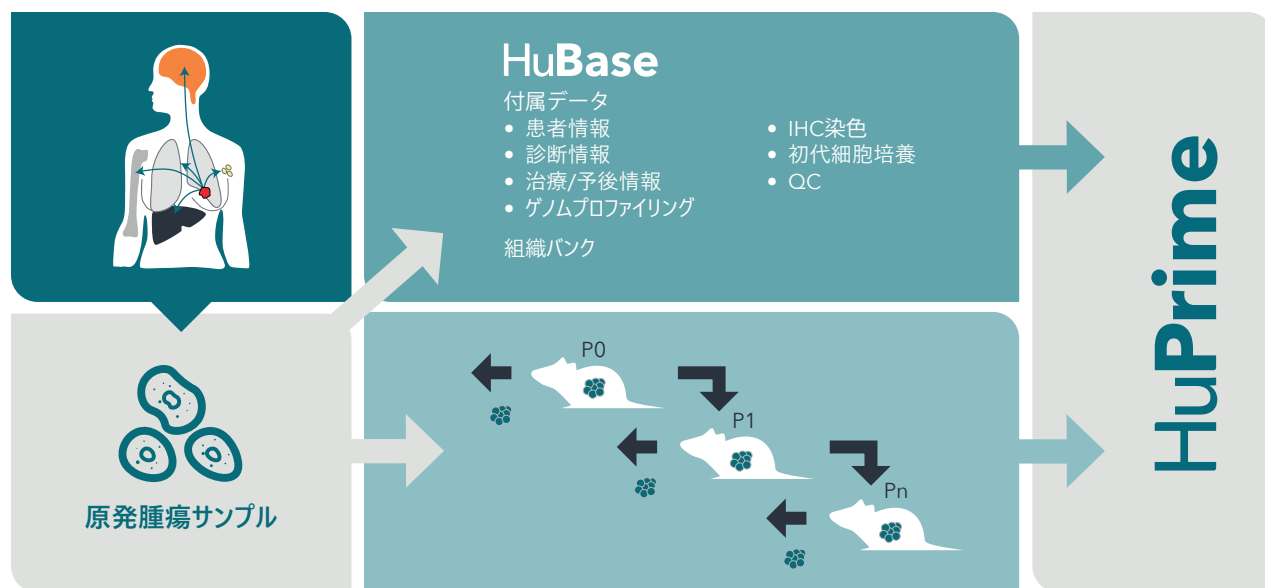 HuBase
付属データ
• 患者情報
• 診断情報
• 治療/予後情報
• ゲノムプロファイリング
• IHC染色
• 初代細胞培養
• QC
組織バンク
原発腫瘍サンプル
P0
P1
Pn
HuPrime